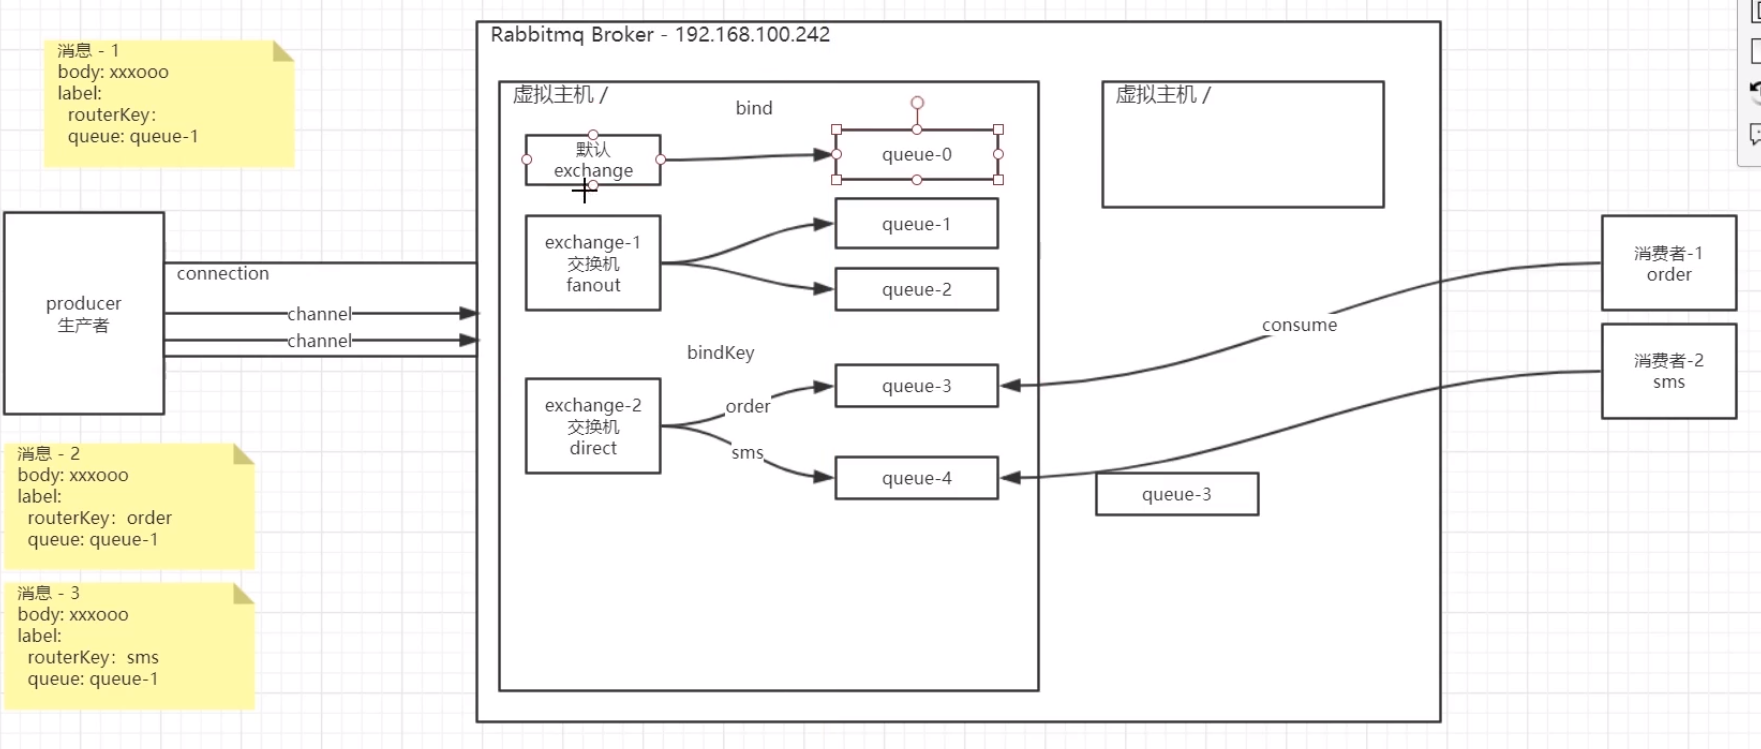 Rabbitmq Broker - 192.168.100.242
消息 - 1
body: xxxooo
label:
routerKey:
queue: queue-1
虚拟主机 /
bind
虚拟主机 /
默认
exchange
queue-0
exchange-1
交换机
fanout
queue-1
queue-2
producer
生产者
connection
channel
channel
消费者-1
order
consume
消费者-2
sms
bindKey
exchange-2
交换机
direct
order
sms
queue-3
queue-4
queue-3
消息 - 2
body: xxxooo
label:
routerKey：order
queue: queue-1
消息 - 3
body: xxxooo
label:
routerKey：sms
queue: queue-1